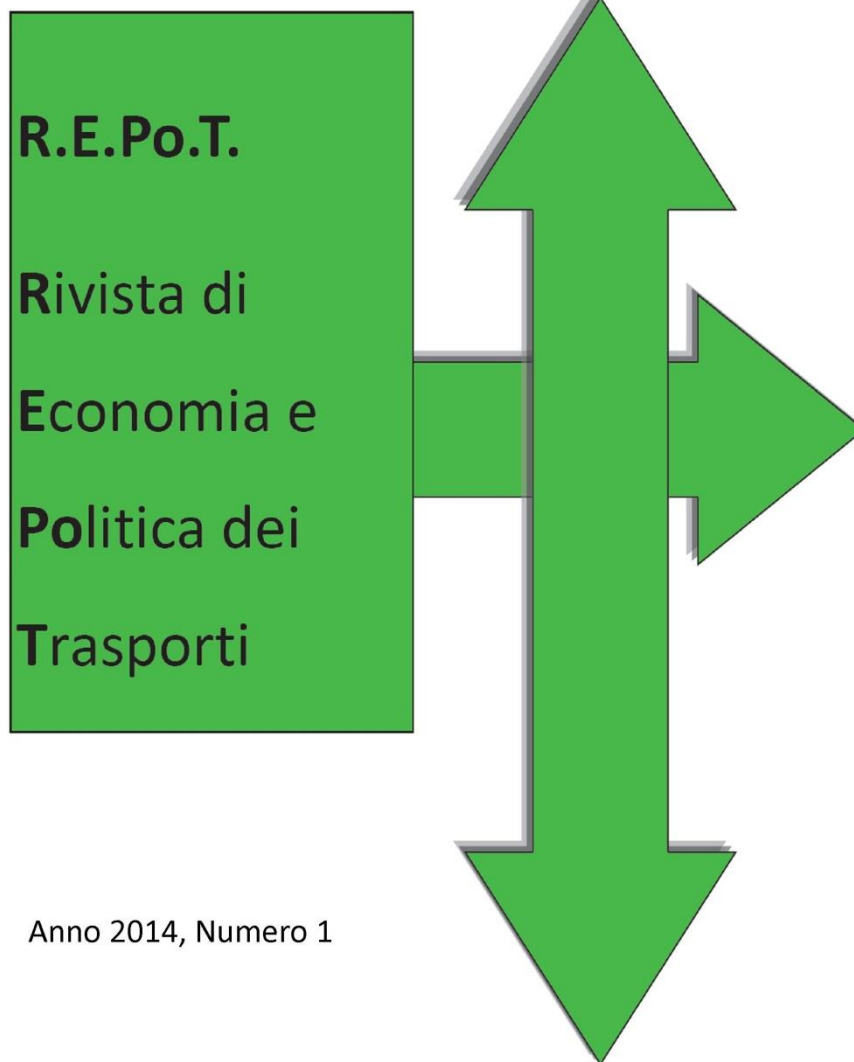 R.E.Po.T.
Rivista di
Economia e
Politica dei
Trasporti
Anno 2014, Numero 1